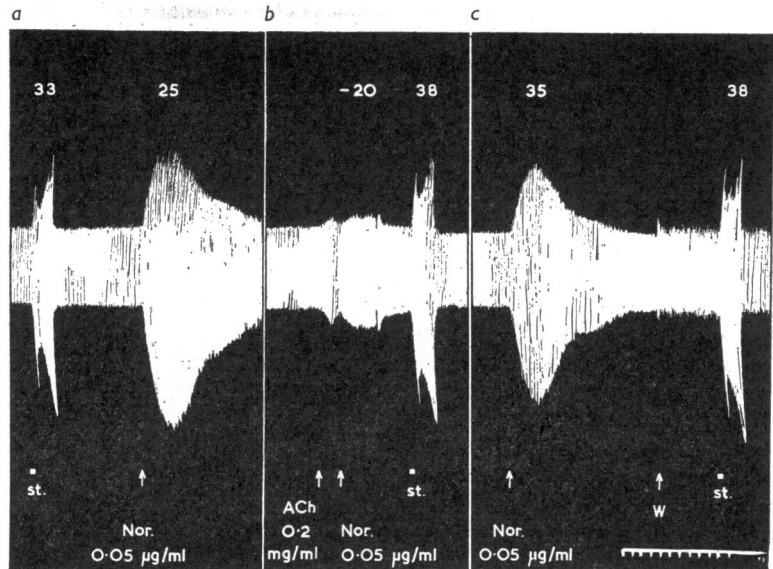 a b c
33 25 -20 38 35 38
st. st. st.
ACh W
Nor. 0·2 Nor. Nor.
0·05 µg/ml mg/ml 0·05 µg/ml 0·05 µg/ml